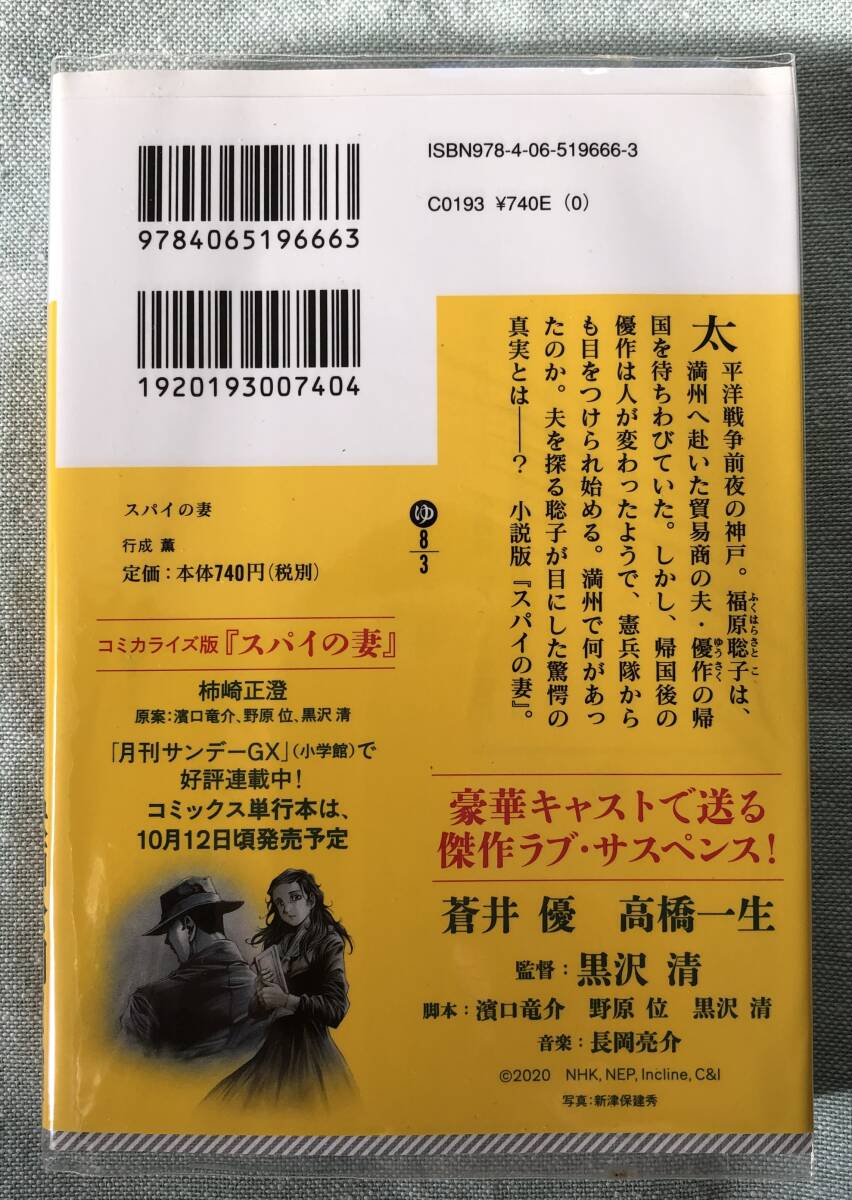 ISBN978-4-06-519666-3
C0193 ¥740E (0)
9784065196663
1920193007404
太平洋戦争前夜の神戸。福原聡子は、
ふくはらさとこ
満州へ赴いた貿易商の夫・優作の帰
ゆうさく
国を待ちわびていた。しかし、帰国後の
優作は人が変わったようで、憲兵隊から
も目をつけられ始める。満州で何があっ
たのか。夫を探る聡子が目にした驚愕の
真実とは——? 小説版『スパイの妻』。
スパイの妻
行成 薫
定価:本体740円(税別)
ゆ
8
3
コミカライズ版『スパイの妻』
柿崎正澄
原案:濱口竜介、野原 位、黒沢 清
「月刊サンデーGX」(小学館)で
好評連載中!
コミックス単行本は、
10月12日頃発売予定
豪華キャストで送る
傑作ラブ・サスペンス!
蒼井 優 高橋一生
監督:黒沢 清
脚本:濱口竜介 野原 位 黒沢 清
音楽:長岡亮介
©2020 NHK, NEP, Incline, C&I
写真:新津保建秀